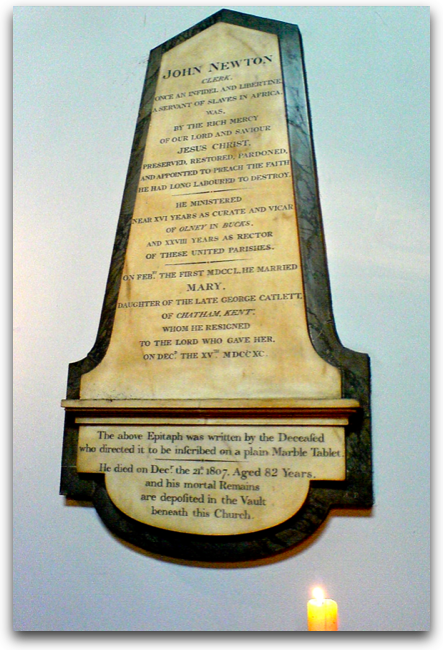 JOHN NEWTON
CLERK.
ONCE AN INFIDEL AND LIBERTINE
A SERVANT OF SLAVES IN AFRICA
WAS,
BY THE RICH MERCY
OF OUR LORD AND SAVIOUR
JESUS CHRIST,
PRESERVED, RESTORED, PARDONED,
AND APPOINTED TO PREACH THE FAITH
HE HAD LONG LABOURED TO DESTROY.
HE MINISTERED
NEAR XVI YEARS AS CURATE AND VICAR
OF OLNEY IN BUCKS,
AND XXVIII YEARS AS RECTOR
OF THESE UNITED PARISHES.
ON FEBRY THE FIRST MDCCL, HE MARRIED
MARY,
DAUGHTER OF THE LATE GEORGE CATLETT,
OF CHATHAM, KENT,
WHOM HE RESIGNED
TO THE LORD WHO GAVE HER,
ON DECR THE XVTH MDCCXC.
The above Epitaph was written by the Deceaſed
who directed it to be inſcribed on a plain Marble Tablet.
He died on Decr the 21st 1807, Aged 82 Years,
and his mortal Remains
are depoſited in the Vault
beneath this Church.